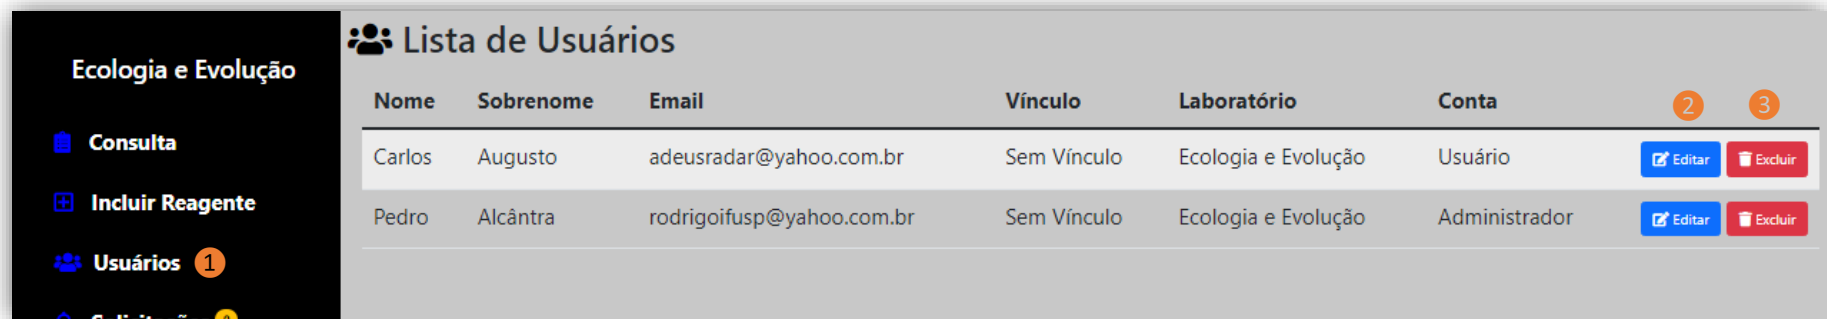 Lista de Usuários
Ecologia e Evolução
Nome Sobrenome Email Vínculo Laboratório Conta 2 3
Consulta
Carlos Augusto adeusradar@yahoo.com.br Sem Vínculo Ecologia e Evolução Usuário Editar Excluir
Incluir Reagente
Pedro Alcântra rodrigoifusp@yahoo.com.br Sem Vínculo Ecologia e Evolução Administrador Editar Excluir
Usuários 1